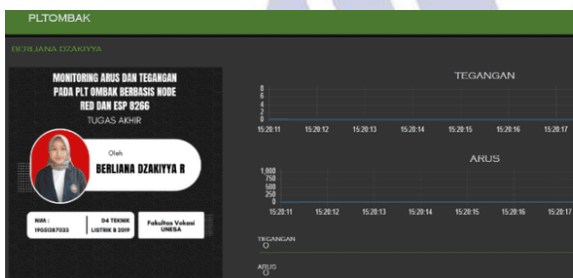 PLTOMBAK
BERLIANA DZAKIYYA
MONITORING ARUS DAN TEGANGAN
PADA PLT OMBAK BERBASIS NODE
RED DAN ESP 8266
TUGAS AKHIR
Oleh
BERLIANA DZAKIYYA R
NIM :
19051387033
D4 TEKNIK
LISTRIK B 2019
Fakultas Vokasi
UNESA
TEGANGAN
8
6
4
2
0
15:20:11 15:20:12 15:20:13 15:20:14 15:20:15 15:20:16 15:20:17
ARUS
1,000
750
500
250
0
15:20:11 15:20:12 15:20:13 15:20:14 15:20:15 15:20:16 15:20:17
TEGANGAN
0
ARUS
0